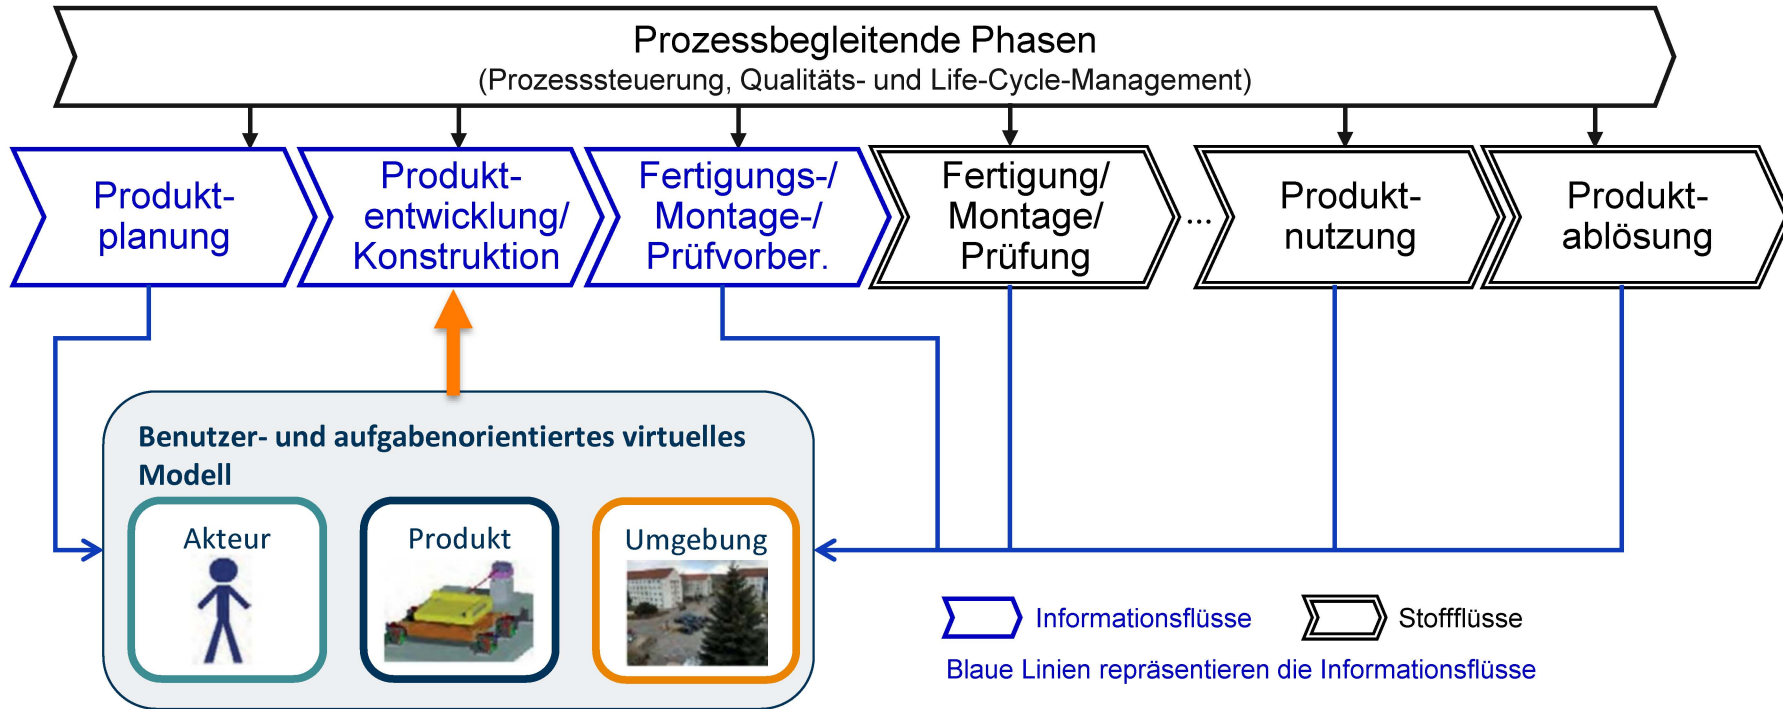 Prozessbegleitende Phasen
(Prozesssteuerung, Qualitäts- und Life-Cycle-Management)
Produkt-
planung
Produkt-
entwicklung/
Konstruktion
Fertigungs-/
Montage-/
Prüfvorber.
Fertigung/
Montage/
Prüfung
...
Produkt-
nutzung
Produkt-
ablösung
Benutzer- und aufgabenorientiertes virtuelles
Modell
Akteur
Produkt
Umgebung
Informationsflüsse
Stoffflüsse
Blaue Linien repräsentieren die Informationsflüsse